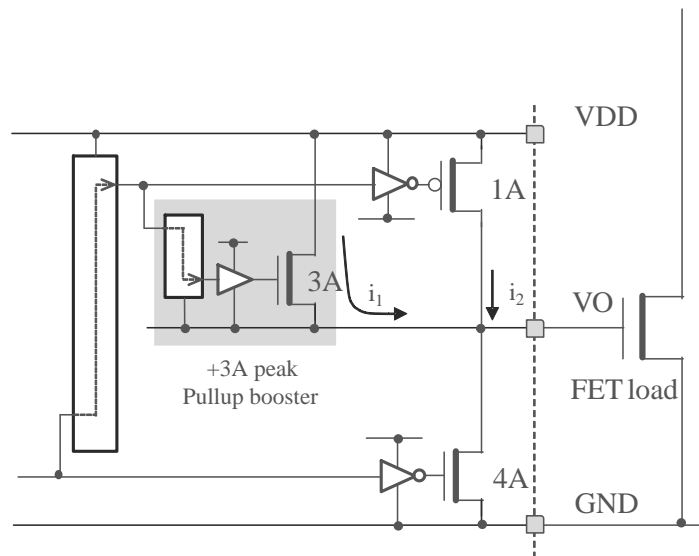 VDD
1A
3A
i1
i2
VO
+3A peak
Pullup booster
FET load
4A
GND